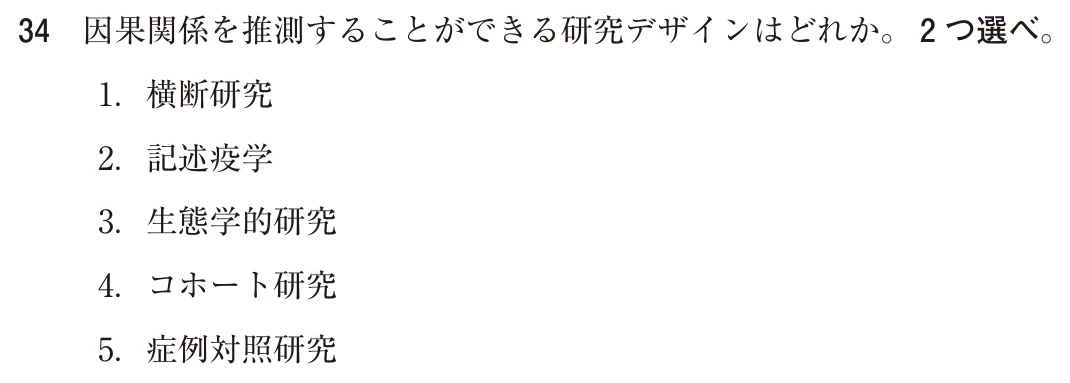 34 因果関係を推測することができる研究デザインはどれか。2つ選べ。
1. 横断研究
2. 記述疫学
3. 生態学的研究
4. コホート研究
5. 症例対照研究